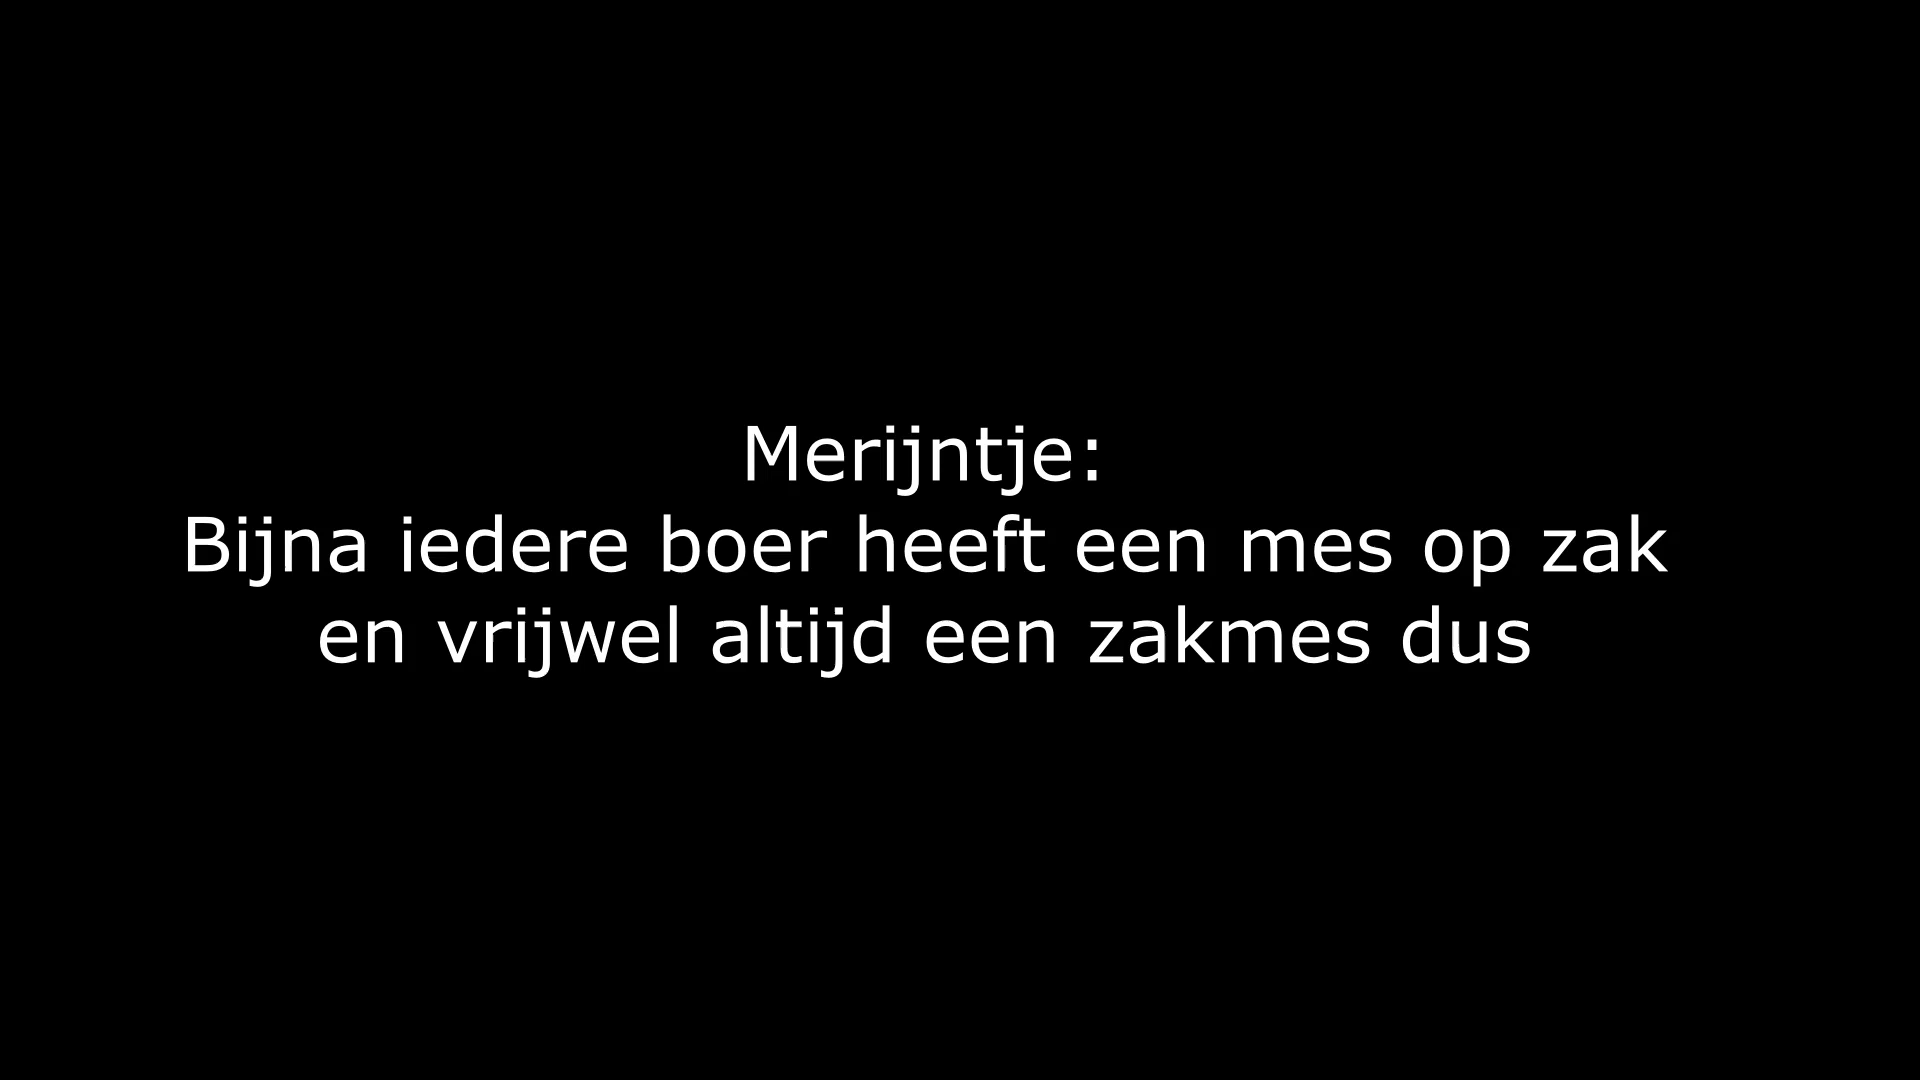 Merijntje:
Bijna iedere boer heeft een mes op zak
en vrijwel altijd een zakmes dus